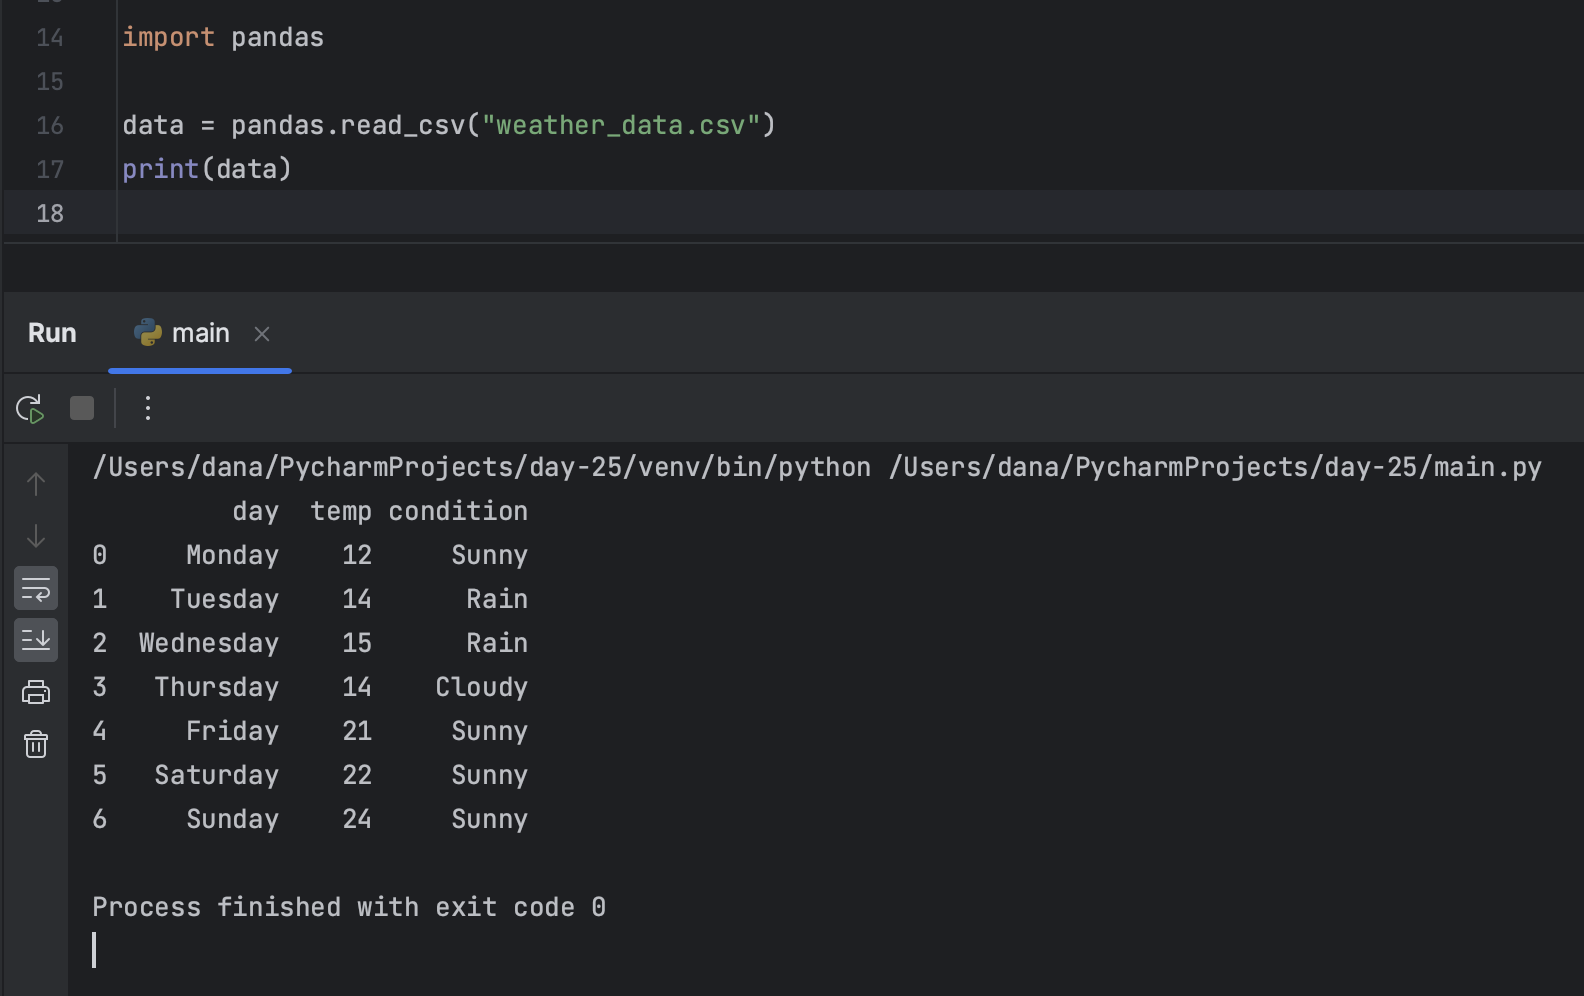 14 import pandas
15
16 data = pandas.read_csv("weather_data.csv")
17 print(data)
18
Run main
/Users/dana/PycharmProjects/day-25/venv/bin/python /Users/dana/PycharmProjects/day-25/main.py
day temp condition
0 Monday 12 Sunny
1 Tuesday 14 Rain
2 Wednesday 15 Rain
3 Thursday 14 Cloudy
4 Friday 21 Sunny
5 Saturday 22 Sunny
6 Sunday 24 Sunny
Process finished with exit code 0